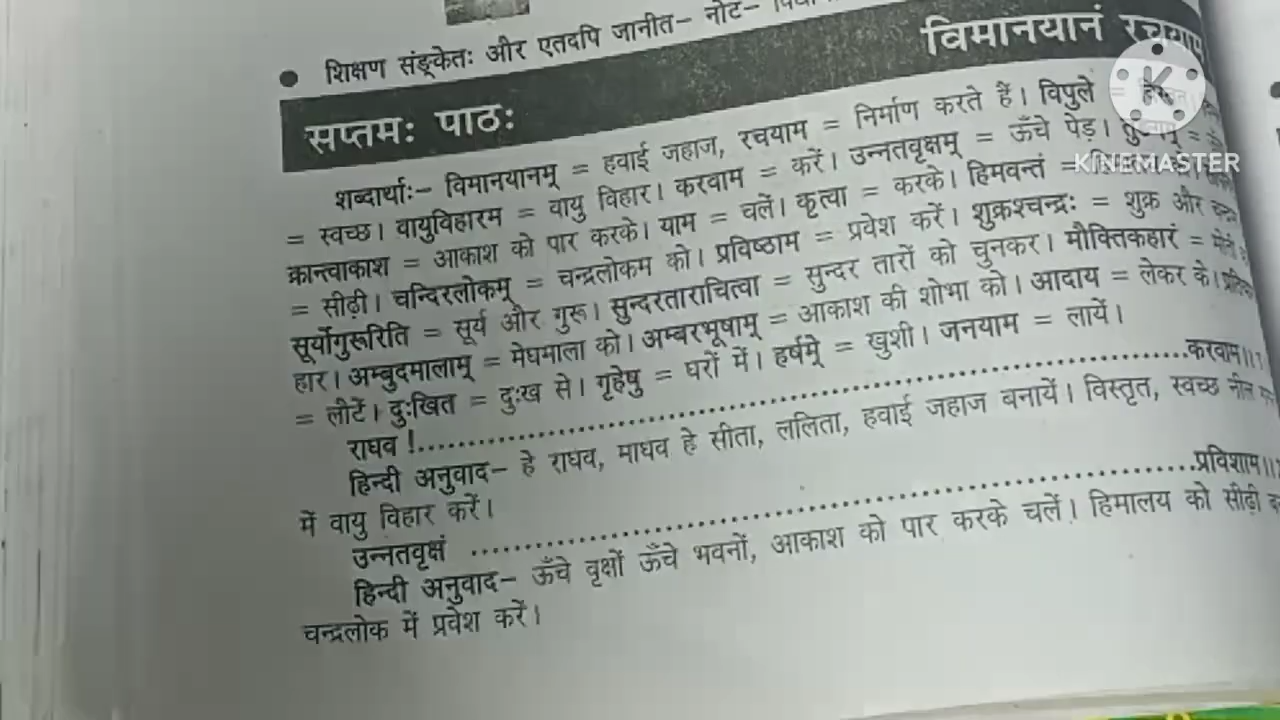 शिक्षण संङ्केतः और एतदपि जानीत- नोट-
विमानयानं रचयाम
सप्तमः पाठः
शब्दार्थाः- विमानयानम् = हवाई जहाज, रचयाम = निर्माण करते हैं। विपुले =
= स्वच्छ। वायुविहारम = वायु विहार। करवाम = करें। उन्नतवृक्षम् = ऊँचे पेड़।
क्रान्त्वाकाश = आकाश को पार करके। याम = चलें। कृत्वा = करके। हिमवन्तं =
= सीढ़ी। चन्दिरलोकम् = चन्द्रलोकम को। प्रविष्ठाम = प्रवेश करें। शुक्रश्चन्द्रः = शुक्र और
सूर्योगुरूरिति = सूर्य और गुरू। सुन्दरताराचित्वा = सुन्दर तारों को चुनकर। मौक्तिकहारं = मोती
हार। अम्बुदमालाम् = मेघमाला को। अम्बरभूषाम् = आकाश की शोभा को। आदाय = लेकर के।
= लौटें। दुःखित = दुःख से। गृहेषु = घरों में। हर्षम् = खुशी। जनयाम = लायें।
राघव !..........................................करवाम।।
हिन्दी अनुवाद- हे राघव, माधव हे सीता, ललिता, हवाई जहाज बनायें। विस्तृत, स्वच्छ नील
में वायु विहार करें।
उन्नतवृक्षं ..........................................प्रविशाम।।
हिन्दी अनुवाद- ऊँचे वृक्षों ऊँचे भवनों, आकाश को पार करके चलें। हिमालय को सीढ़ी
चन्द्रलोक में प्रवेश करें।
K
KINEMASTER